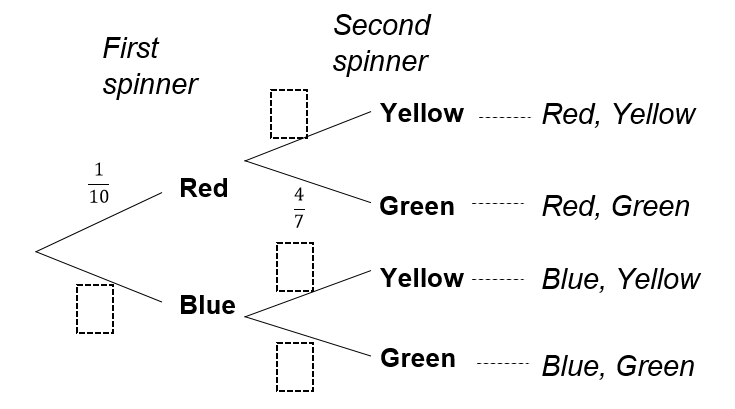 First
spinner
Second
spinner
1/10
Red
Blue
Yellow
Red, Yellow
4/7
Green
Red, Green
Yellow
Blue, Yellow
Green
Blue, Green